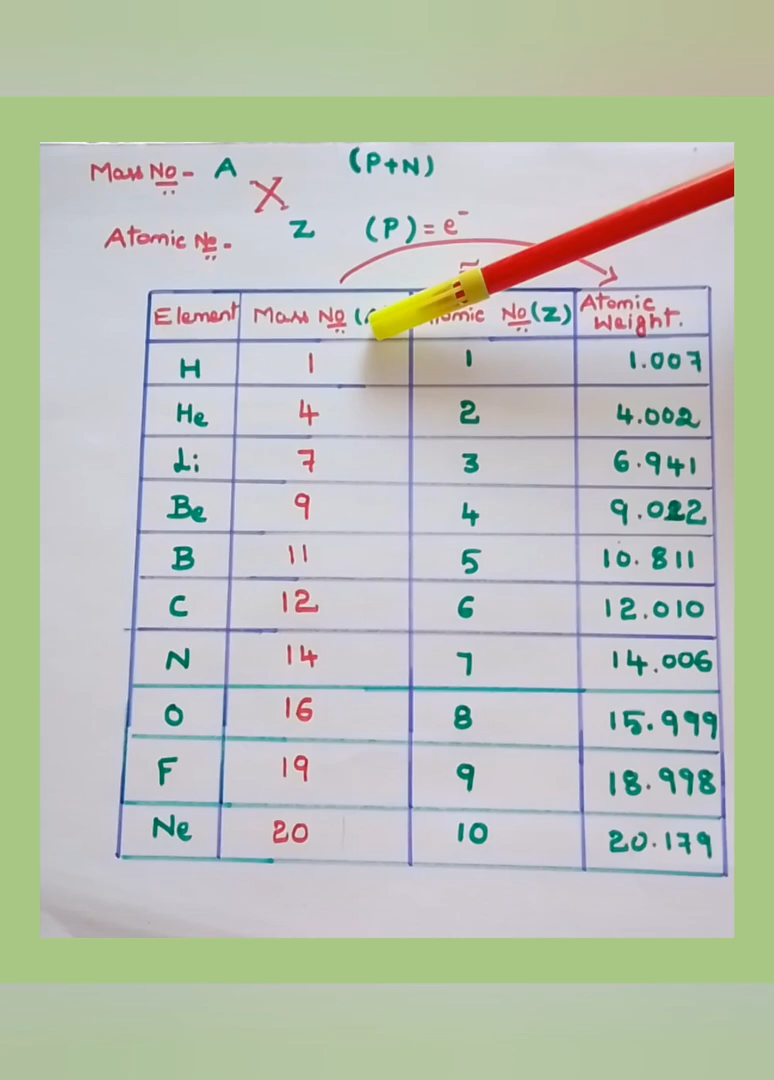 Mass No - A (P+N)
X
Atomic No - Z (P) = e⁻
Element Mass No Atomic Weight. No (Z)
H 1 1 1.007
He 4 2 4.002
Li 7 3 6.941
Be 9 4 9.022
B 11 5 10.811
C 12 6 12.010
N 14 7 14.006
O 16 8 15.999
F 19 9 18.998
Ne 20 10 20.179